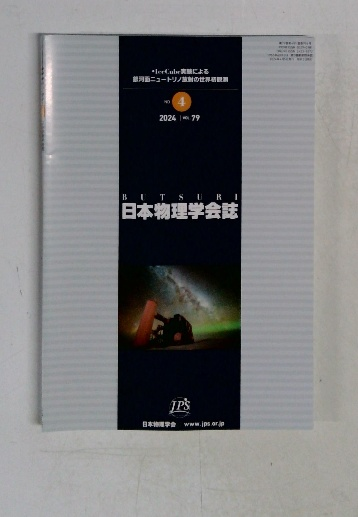 •IceCube実験による
銀河面ニュートリノ放射の世界初観測
NO. 4
2024 | VOL. 79
BUTSURI
日本物理学会誌
JPS
日本物理学会 www.jps.or.jp